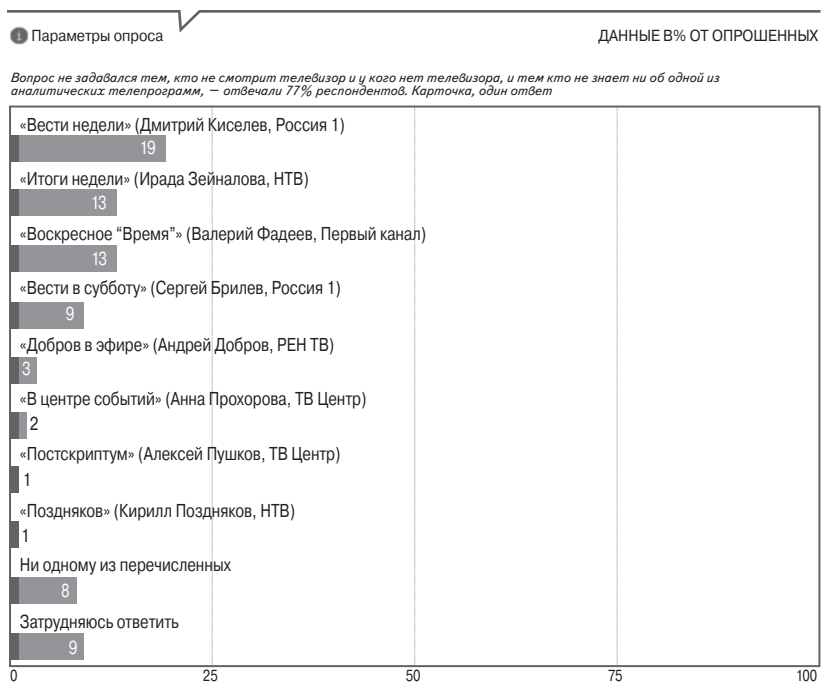 Параметры опроса
ДАННЫЕ В% ОТ ОПРОШЕННЫХ
Вопрос не задавался тем, кто не смотрит телевизор и у кого нет телевизора, и тем кто не знает ни об одной из
аналитических телепрограмм, — отвечали 77% респондентов. Карточка, один ответ
«Вести недели» (Дмитрий Киселев, Россия 1)
19
«Итоги недели» (Ирада Зейналова, НТВ)
13
«Воскресное “Время”» (Валерий Фадеев, Первый канал)
13
«Вести в субботу» (Сергей Брилев, Россия 1)
9
«Добров в эфире» (Андрей Добров, РЕН ТВ)
3
«В центре событий» (Анна Прохорова, ТВ Центр)
2
«Постскриптум» (Алексей Пушков, ТВ Центр)
1
«Поздняков» (Кирилл Поздняков, НТВ)
1
Ни одному из перечисленных
8
Затрудняюсь ответить
9
0 25 50 75 100